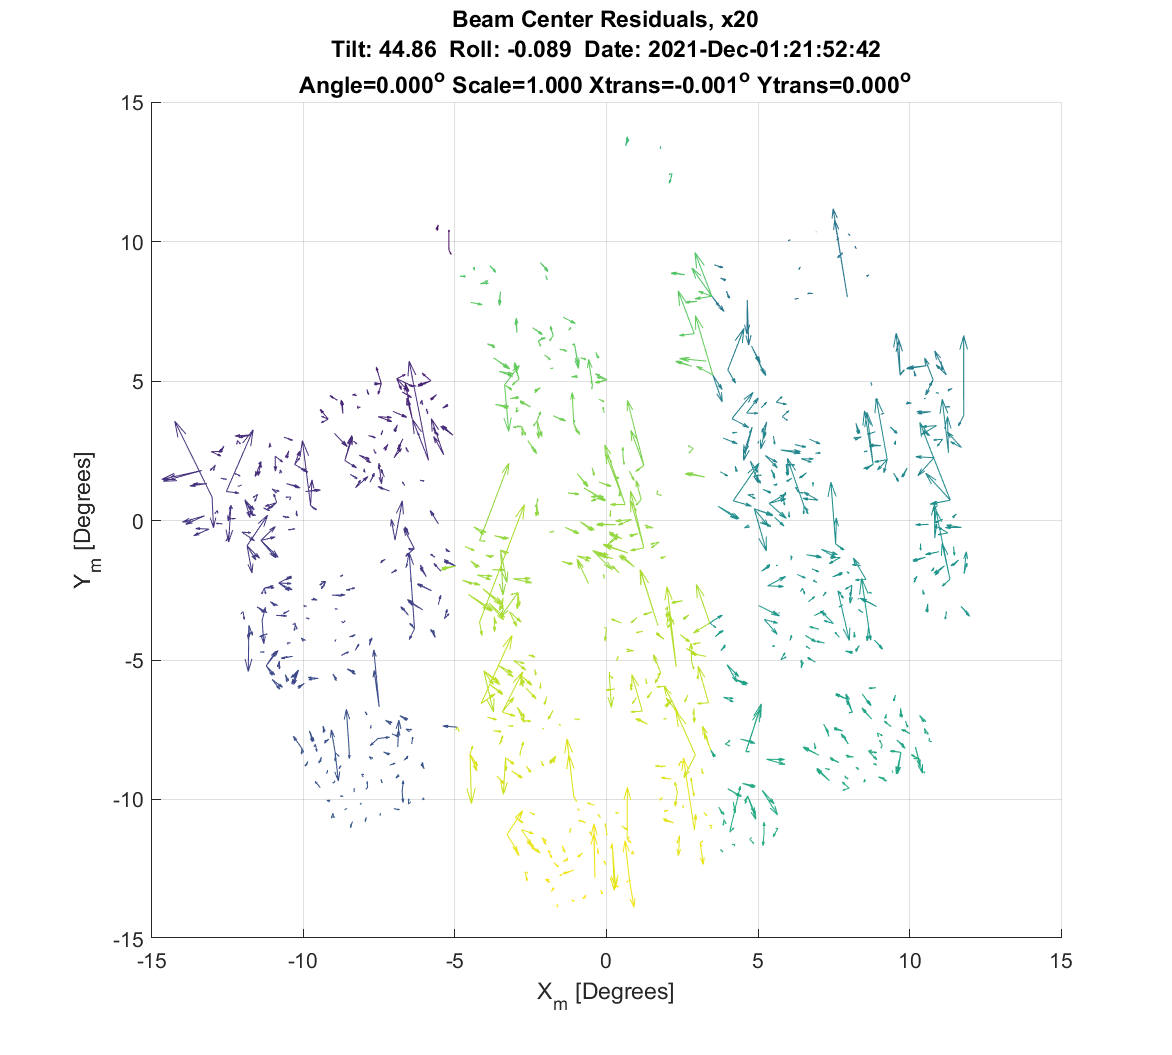 Beam Center Residuals, x20
Tilt: 44.86 Roll: -0.089 Date: 2021-Dec-01:21:52:42
Angle=0.000° Scale=1.000 Xtrans=-0.001° Ytrans=0.000°
15
10
5
0
-5
-10
-15
Y_m [Degrees]
-15 -10 -5 0 5 10 15
X_m [Degrees]